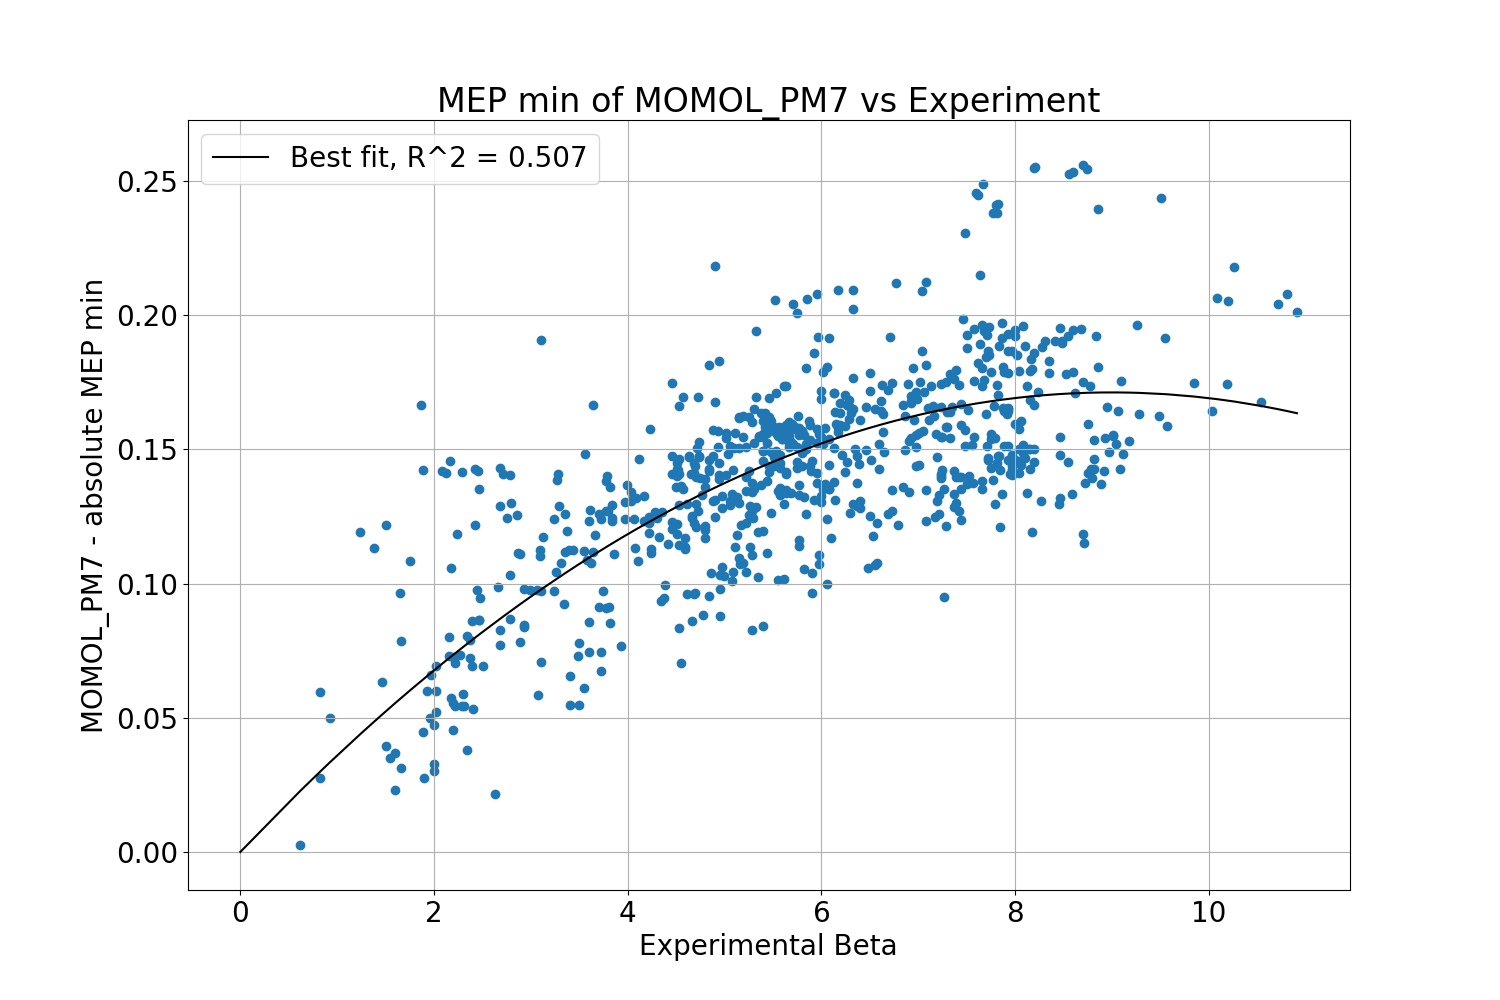 MEP min of MOMOL_PM7 vs Experiment
Best fit, R^2 = 0.507
MOMOL_PM7 - absolute MEP min
0.25
0.20
0.15
0.10
0.05
0.00
0 2 4 6 8 10
Experimental Beta